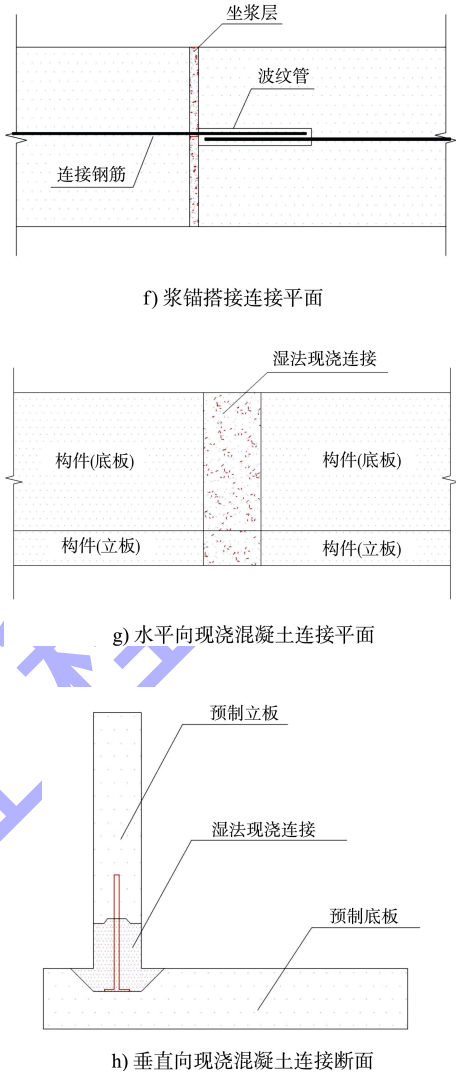 坐浆层
波纹管
连接钢筋
f) 浆锚搭接连接平面
湿法现浇连接
构件(底板)
构件(底板)
构件(立板)
构件(立板)
g) 水平向现浇混凝土连接平面
预制立板
湿法现浇连接
预制底板
h) 垂直向现浇混凝土连接断面